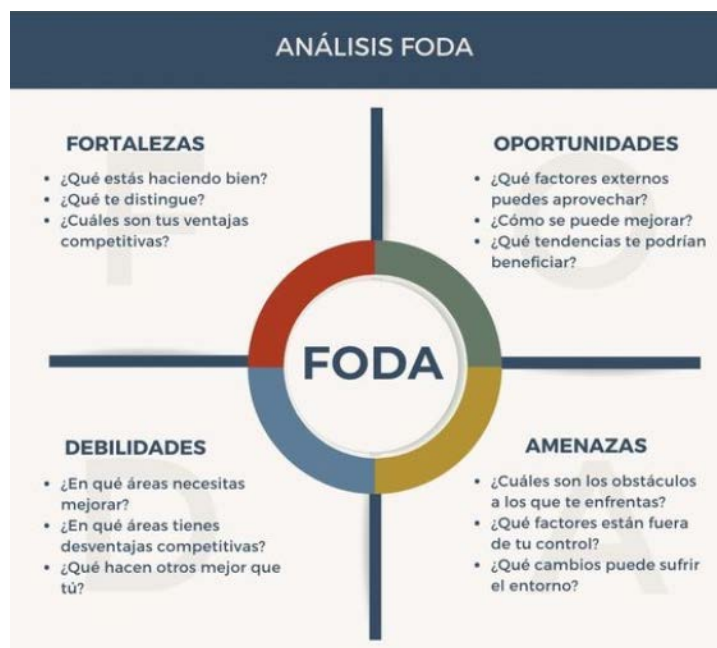 ANÁLISIS FODA
FORTALEZAS
• ¿Qué estás haciendo bien?
• ¿Qué te distingue?
• ¿Cuáles son tus ventajas
competitivas?
OPORTUNIDADES
• ¿Qué factores externos
puedes aprovechar?
• ¿Cómo se puede mejorar?
• ¿Qué tendencias te podrían
beneficiar?
FODA
DEBILIDADES
• ¿En qué áreas necesitas
mejorar?
• ¿En qué áreas tienes
desventajas competitivas?
• ¿Qué hacen otros mejor que
tú?
AMENAZAS
• ¿Cuáles son los obstáculos
a los que te enfrentas?
• ¿Qué factores están fuera
de tu control?
• ¿Qué cambios puede sufrir
el entorno?
F
O
D
A